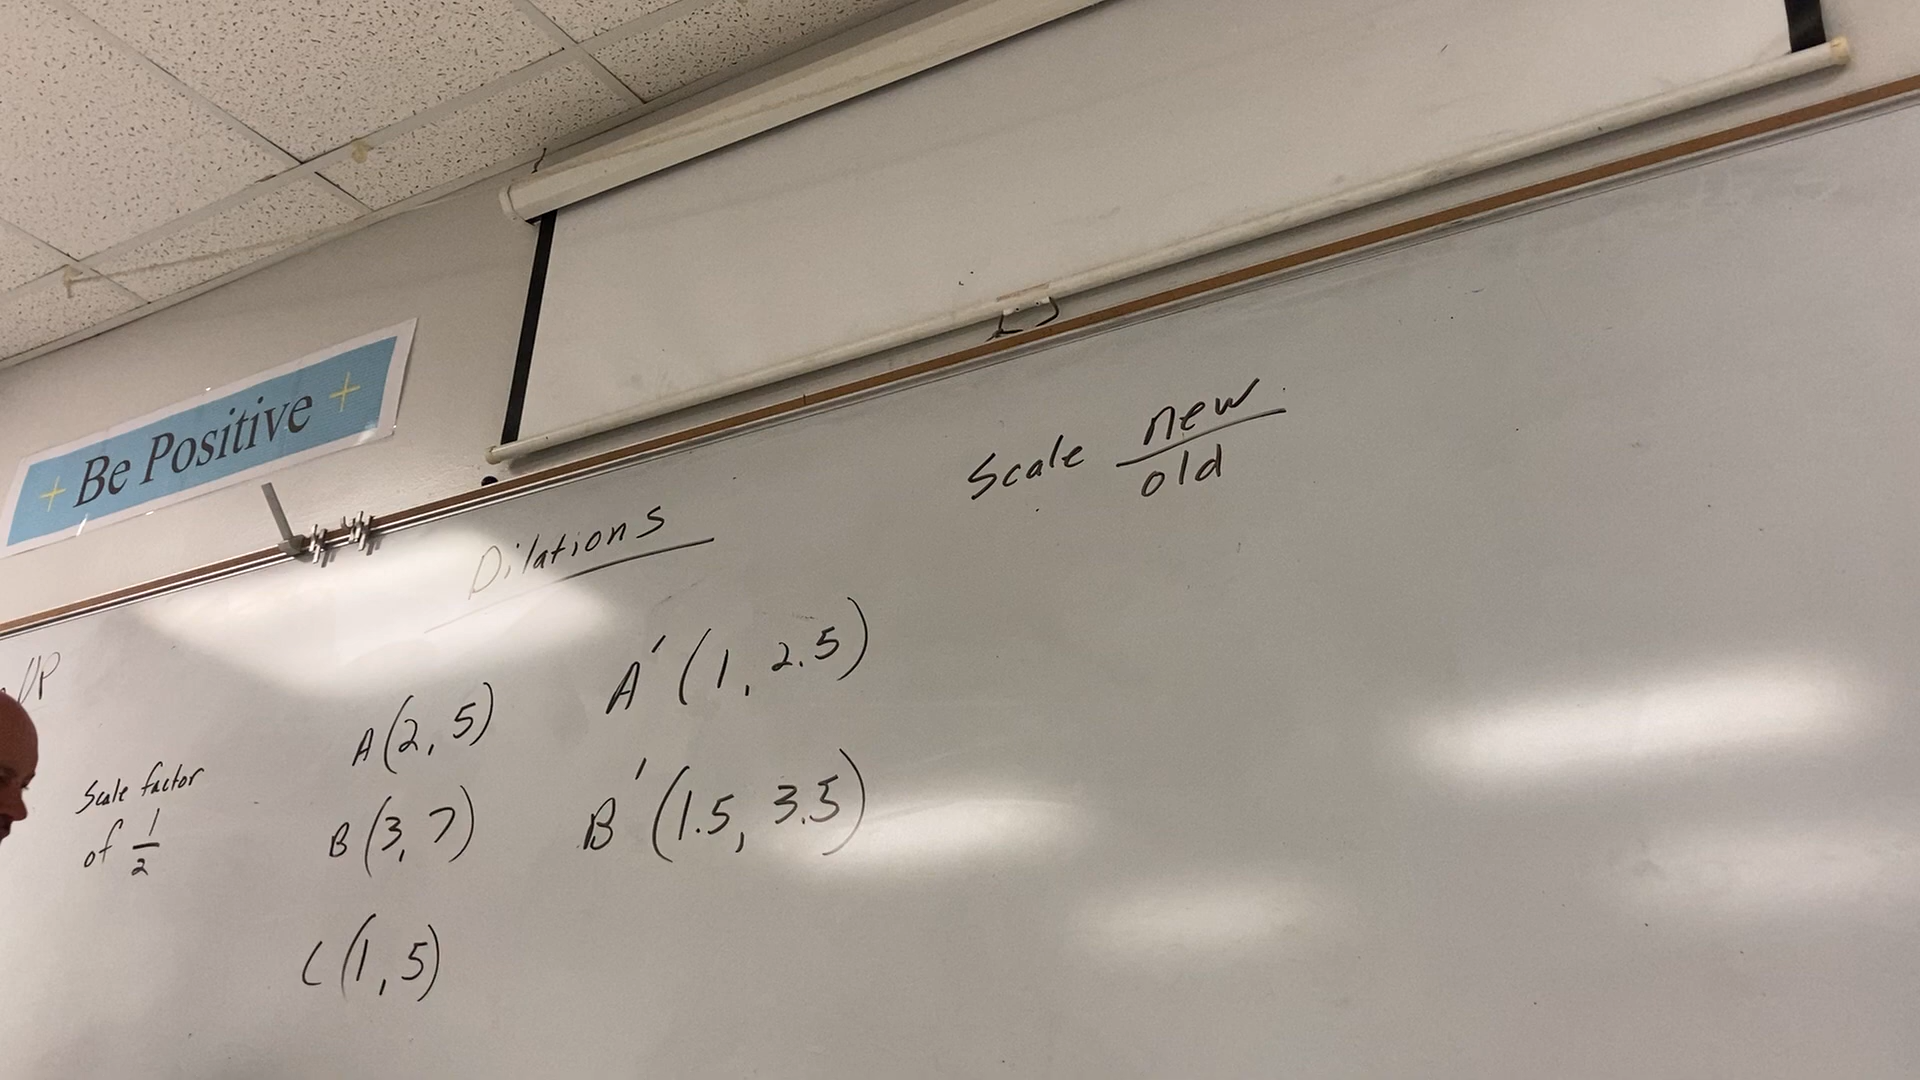 + Be Positive +
Scale new
old
Dilations
A(2, 5) A' (1, 2.5)
Scale factor
of 1/2
B(3, 7) B' (1.5, 3.5)
C(1, 5)